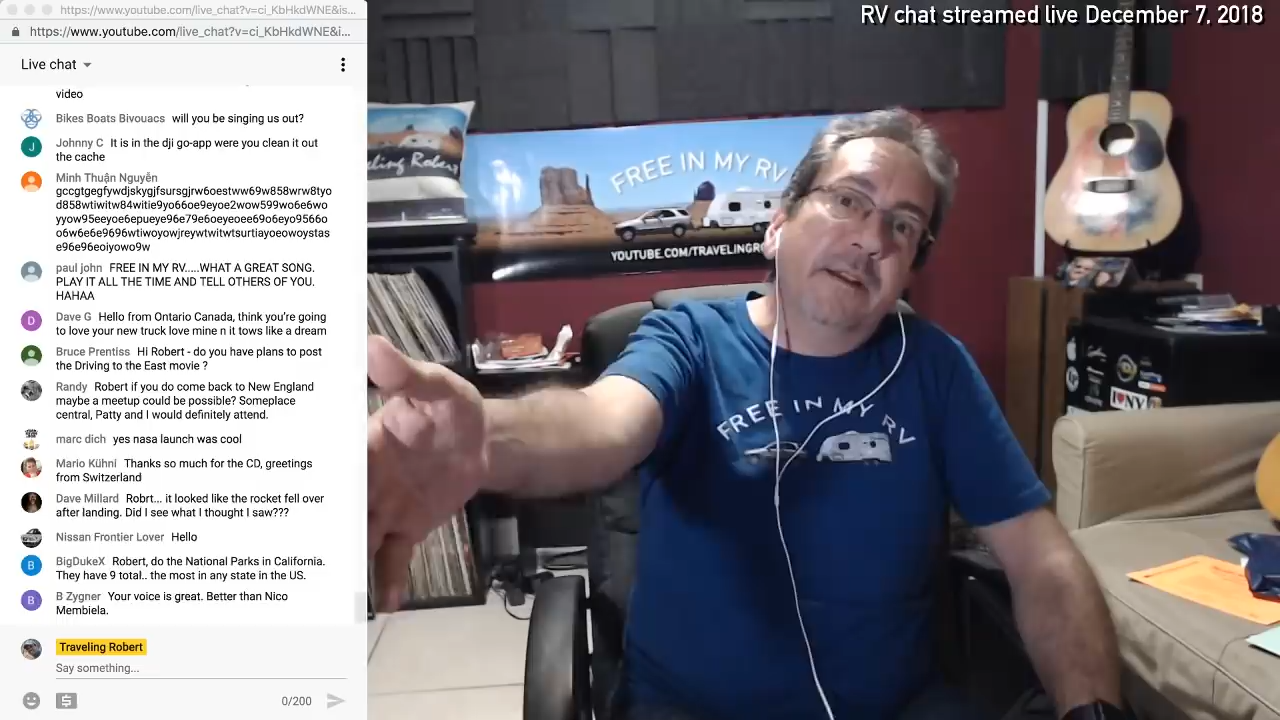 https://www.youtube.com/live_chat?v=ci_KbHkdWNE&is...
https://www.youtube.com/live_chat?v=ci_KbHkdWNE&i...
RV chat streamed live December 7, 2018
Live chat
video
Bikes Boats Bivouacs will you be singing us out?
Johnny C It is in the dji go-app were you clean it out
the cache
Minh Thuận Nguyễn
gccgtgegfywdjskygjfsursgjrw6oestww69w858wrw8tyo
d858wtiwitw84witie9yo66oe9eyoe2wow599wo6e6wo
yyow95eeyoe6epueye96e79e6oeyeoee69o6eyo9566o
o6w6e6e9696wtiwoyowjreywtwitwtsurtiayoeowoystas
e96e96eoiyowo9w
paul john FREE IN MY RV.....WHAT A GREAT SONG.
PLAY IT ALL THE TIME AND TELL OTHERS OF YOU.
HAHAA
Dave G Hello from Ontario Canada, think you're going
to love your new truck love mine n it tows like a dream
Bruce Prentiss HI Robert - do you have plans to post
the Driving to the East movie ?
Randy Robert if you do come back to New England
maybe a meetup could be possible? Someplace
central, Patty and I would definitely attend.
marc dich yes nasa launch was cool
Mario Kühni Thanks so much for the CD, greetings
from Switzerland
Dave Millard Robrt... it looked like the rocket fell over
after landing. Did I see what I thought I saw???
Nissan Frontier Lover Hello
BigDukeX Robert, do the National Parks in California.
They have 9 total.. the most in any state in the US.
B Zygner Your voice is great. Better than Nico
Membiela.
Traveling Robert
Say something...
0/200
eling Robert
FREE IN MY RV
YOUTUBE.COM/TRAVELINGRO
FREE IN MY RV
I NY